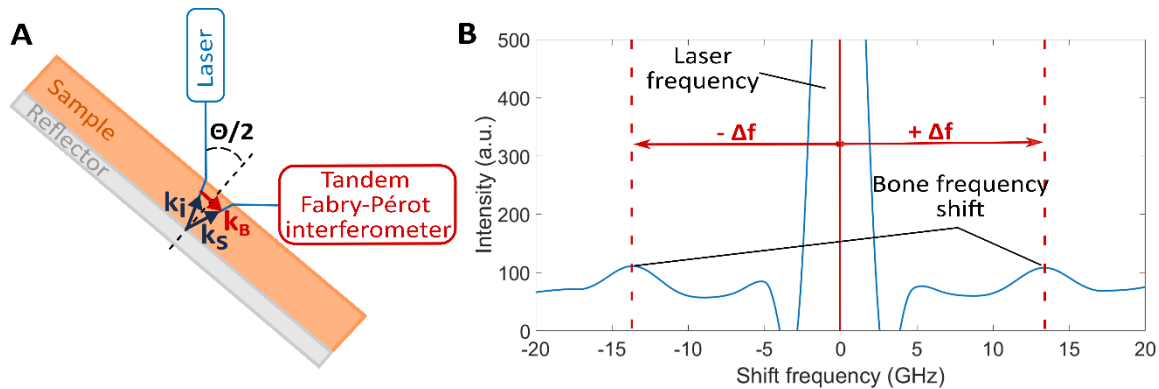 A
Laser
Sample
Reflector
Θ/2
ki
kS
kB
Tandem
Fabry-Pérot
interferometer
B
Intensity (a.u.)
500
400
300
200
100
0
Laser
frequency
- Δf
+ Δf
Bone frequency
shift
-20
-15
-10
-5
0
5
10
15
20
Shift frequency (GHz)